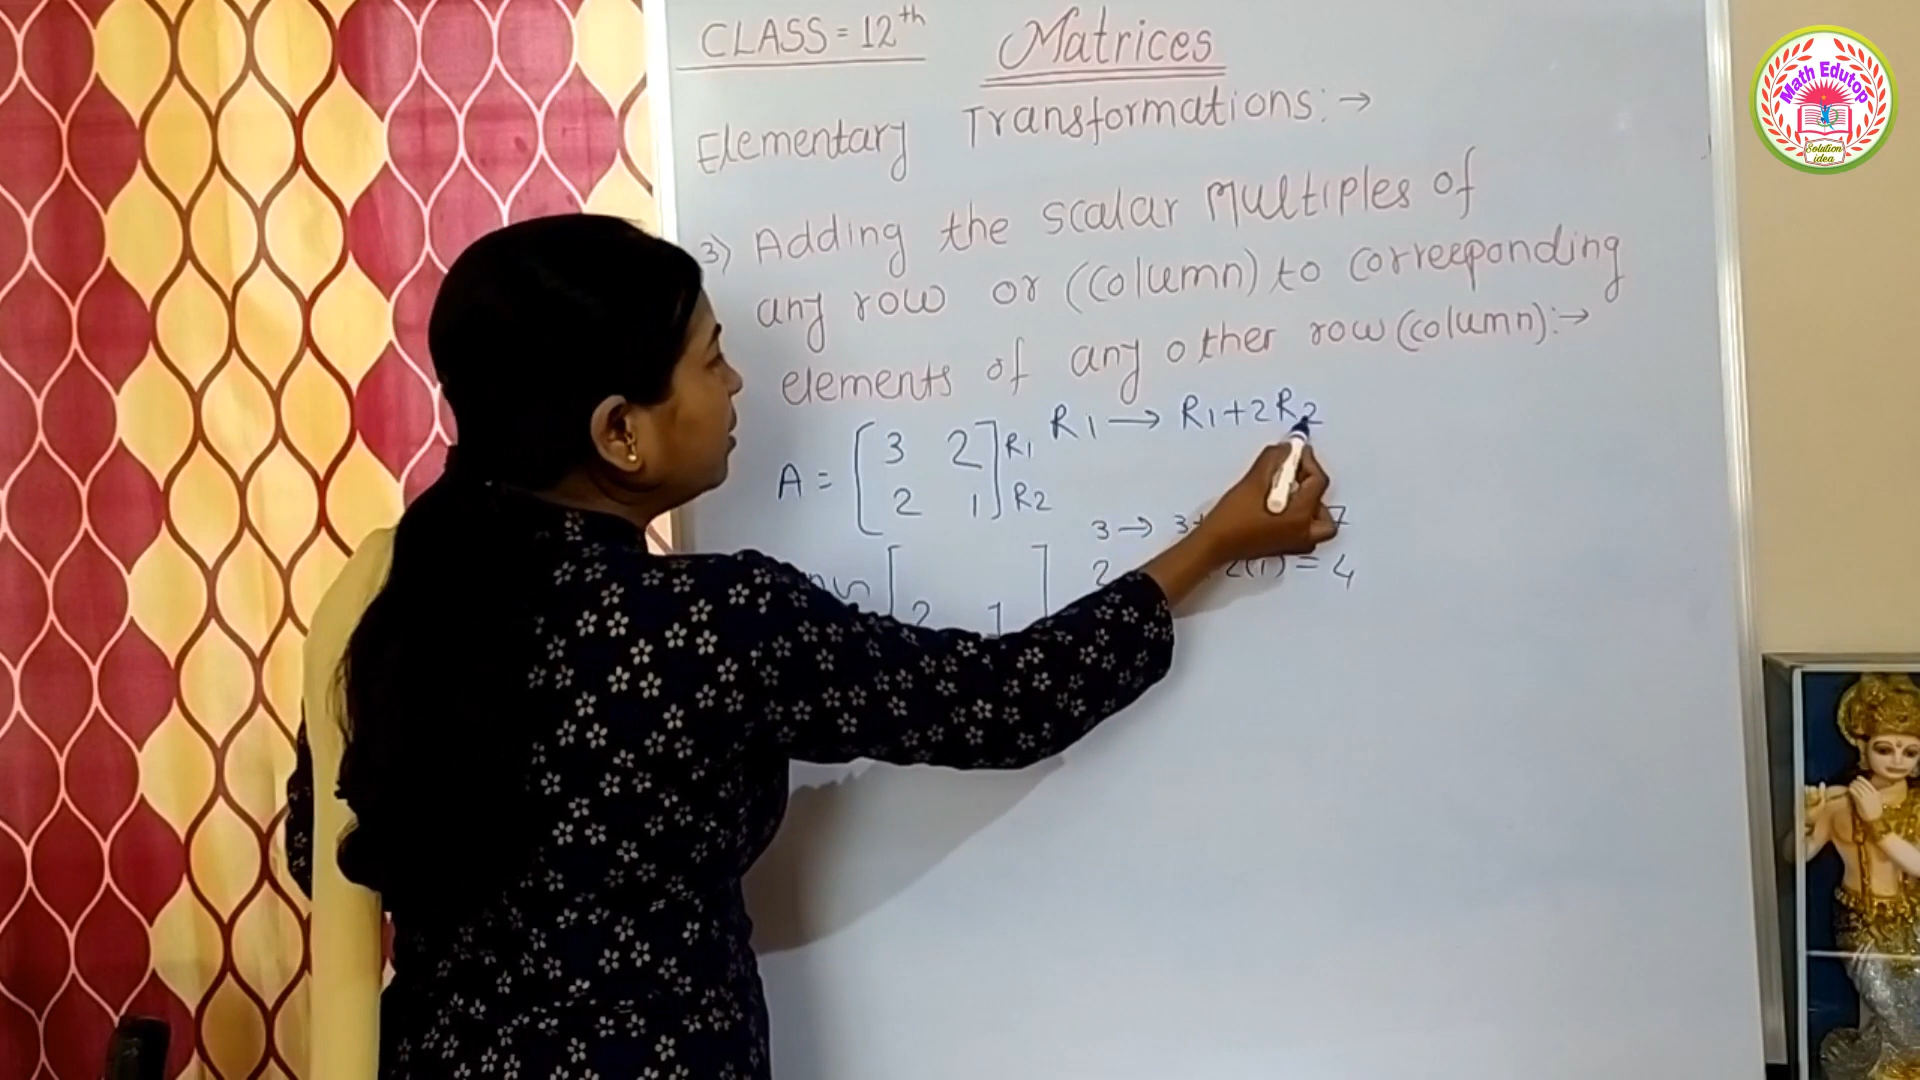 CLASS = 12th
Matrices
Elementary Transformations:→
3) Adding the scalar Multiples of
any row or (column) to correeponding
elements of any other row (column):→
A = [3 2] R1 R1 → R1+2R2
[2 1] R2
3 → 3+ 7
2 2(1) = 4
2 1
Math Edutop
Solution
idea